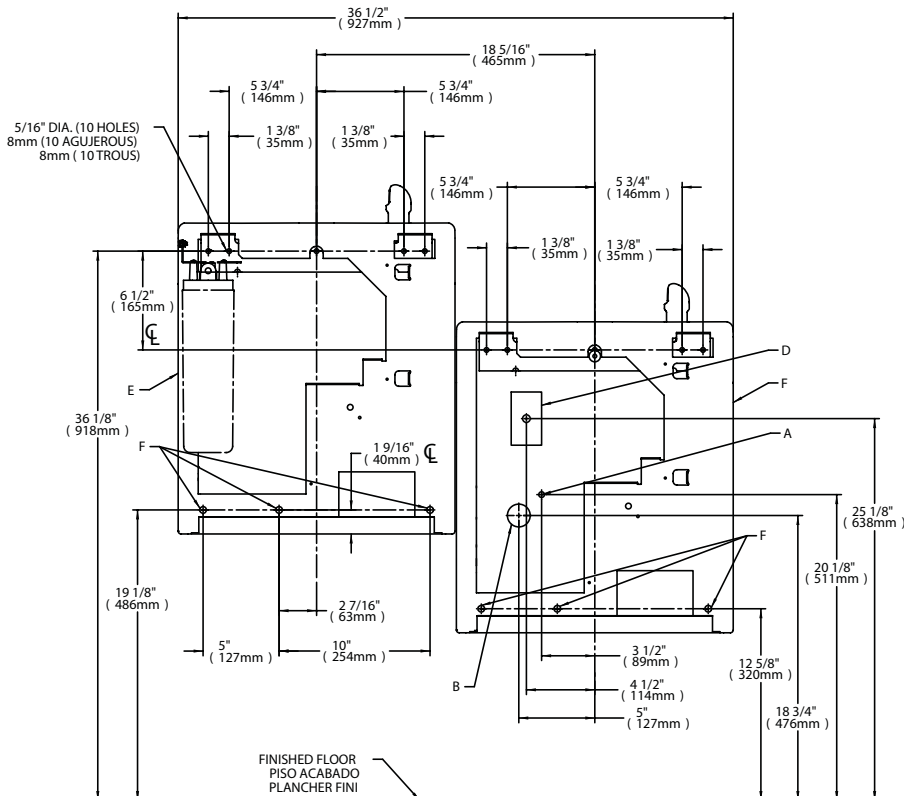 36 1/2"
( 927mm )
18 5/16"
( 465mm )
5 3/4"
( 146mm )
5 3/4"
( 146mm )
5/16" DIA. (10 HOLES)
8mm (10 AGUJEROUS)
8mm ( 10 TROUS)
1 3/8"
( 35mm )
1 3/8"
( 35mm )
5 3/4"
( 146mm )
5 3/4"
( 146mm )
1 3/8"
( 35mm )
1 3/8"
( 35mm )
6 1/2"
( 165mm )
CL
D
E
F
36 1/8"
( 918mm )
A
F
1 9/16"
( 40mm )
CL
25 1/8"
( 638mm )
F
20 1/8"
( 511mm )
19 1/8"
( 486mm )
2 7/16"
( 63mm )
5"
( 127mm )
10"
( 254mm )
3 1/2"
( 89mm )
12 5/8"
( 320mm )
B
4 1/2"
( 114mm )
18 3/4"
( 476mm )
5"
( 127mm )
FINISHED FLOOR
PISO ACABADO
PLANCHER FINI